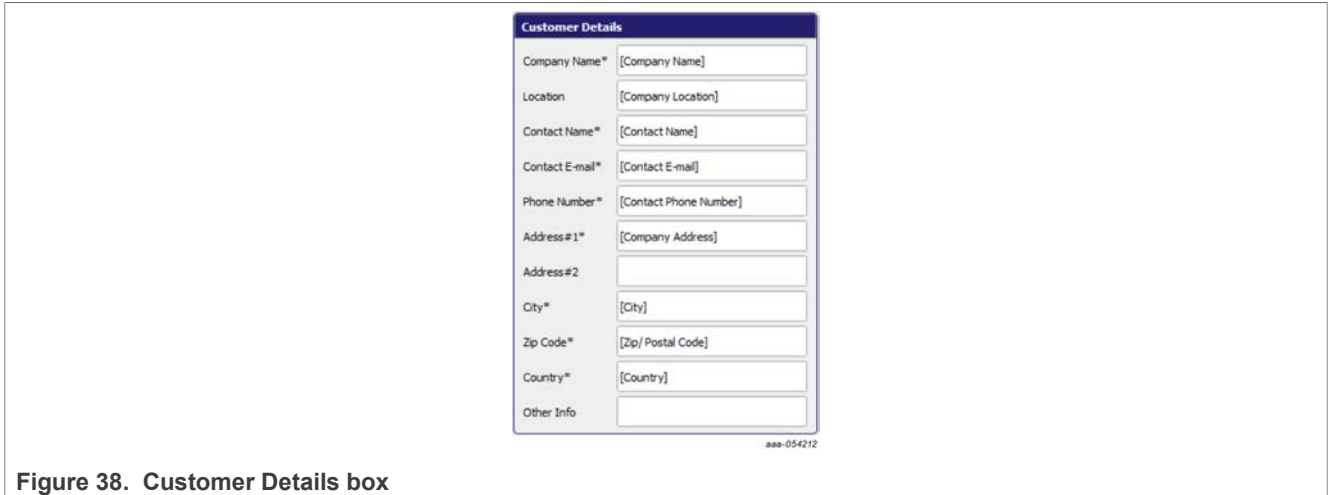 Customer Details
Company Name* [Company Name]
Location [Company Location]
Contact Name* [Contact Name]
Contact E-mail* [Contact E-mail]
Phone Number* [Contact Phone Number]
Address#1* [Company Address]
Address#2
City* [City]
Zip Code* [Zip/ Postal Code]
Country* [Country]
Other Info
aaa-054212
Figure 38. Customer Details box